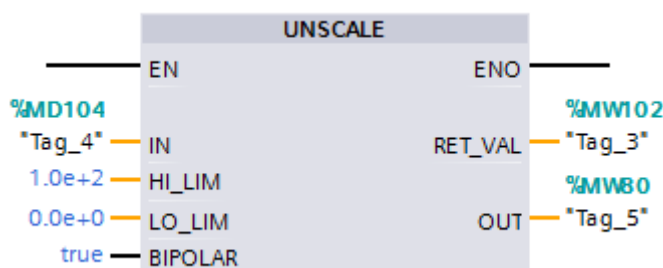 UNSCALE
EN ENO
%MD104 %MW102
"Tag_4" IN RET_VAL "Tag_3"
1.0e+2 HI_LIM %MW80
0.0e+0 LO_LIM OUT "Tag_5"
true BIPOLAR